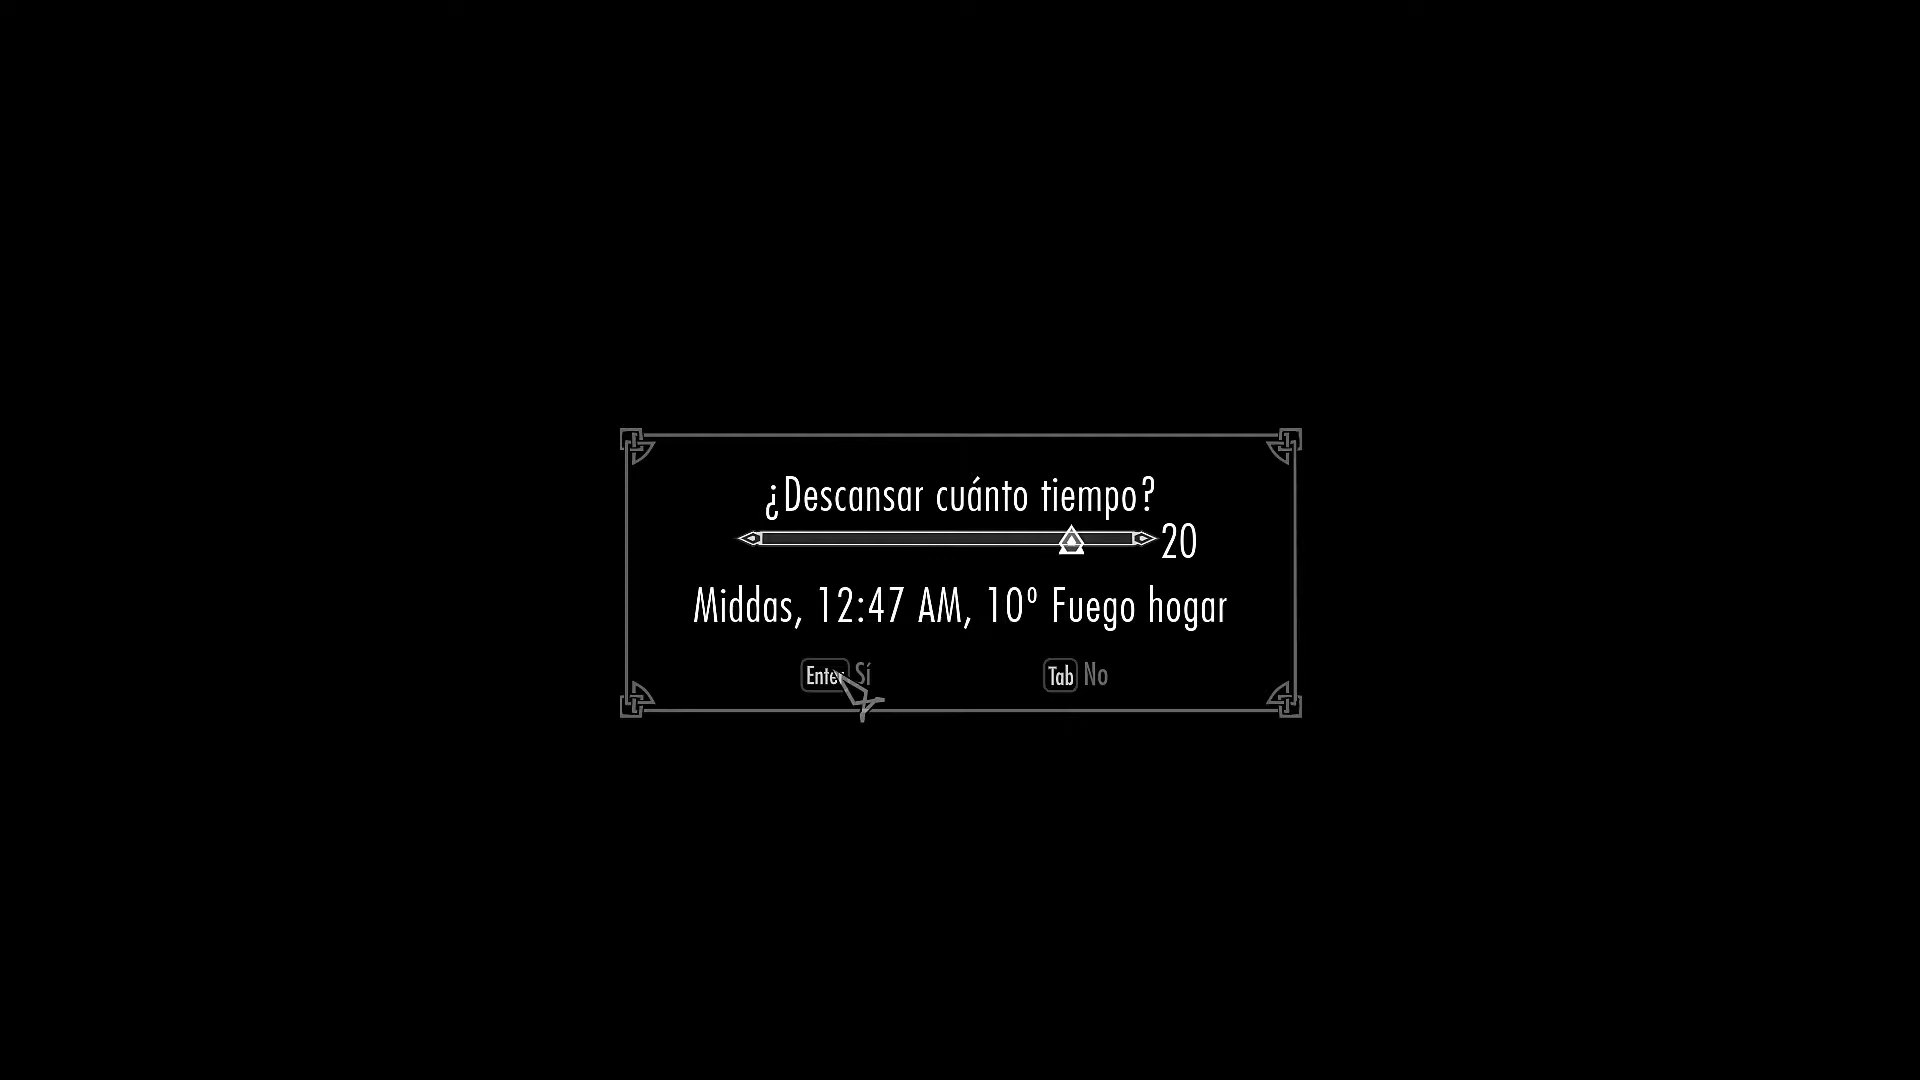 ¿Descansar cuánto tiempo?
20
Middas, 12:47 AM, 10º Fuego hogar
Enter Sí Tab No